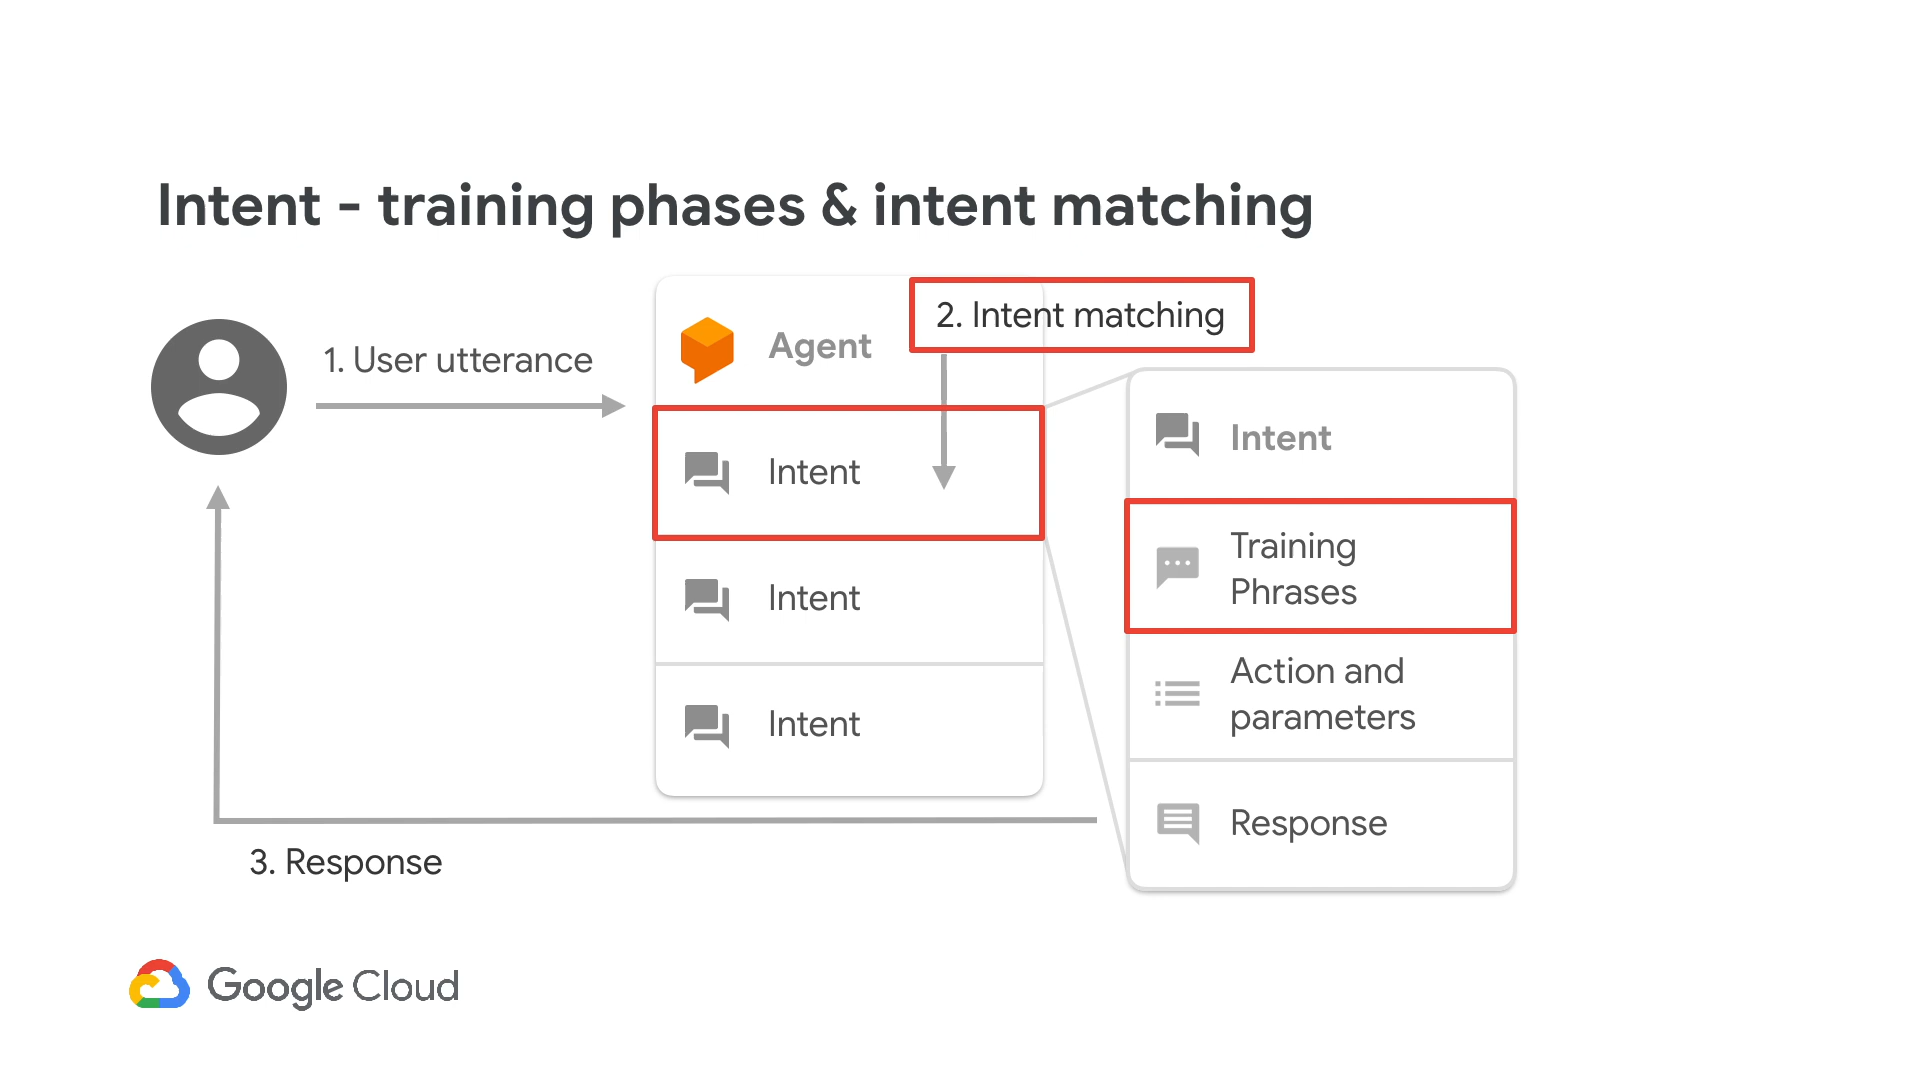 Intent - training phases & intent matching
1. User utterance
Agent
2. Intent matching
Intent
Intent
Intent
Intent
Training
Phrases
Action and
parameters
Response
3. Response
Google Cloud